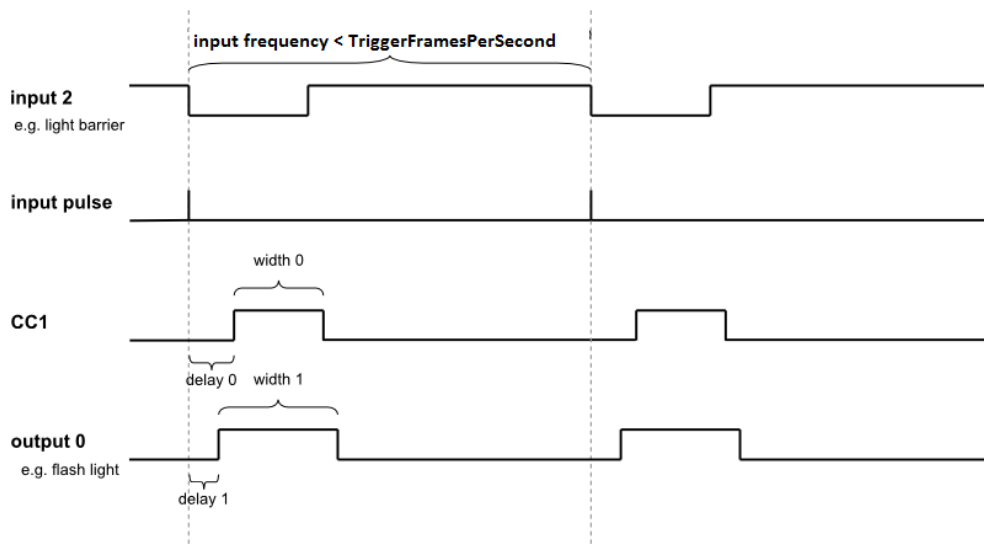 input frequency < TriggerFramesPerSecond
input 2
e.g. light barrier
input pulse
width 0
CC1
delay 0
width 1
output 0
e.g. flash light
delay 1